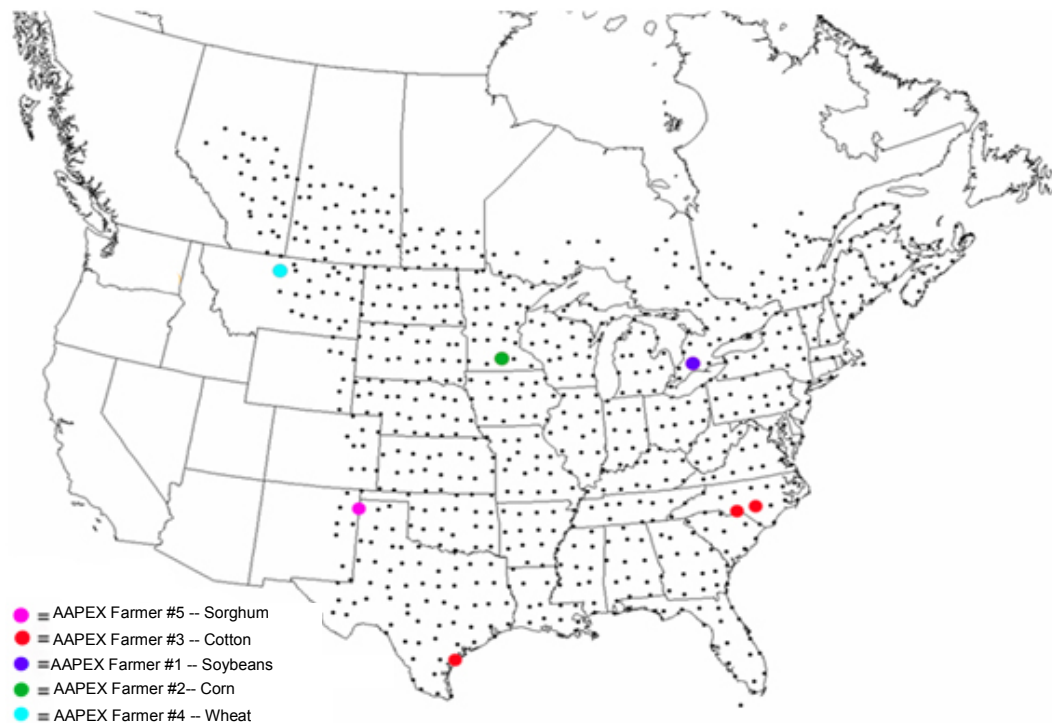 = AAPEX Farmer #5 -- Sorghum
= AAPEX Farmer #3 -- Cotton
=AAPEX Farmer #1 -- Soybeans
= AAPEX Farmer #2-- Corn
= AAPEX Farmer #4 -- Wheat